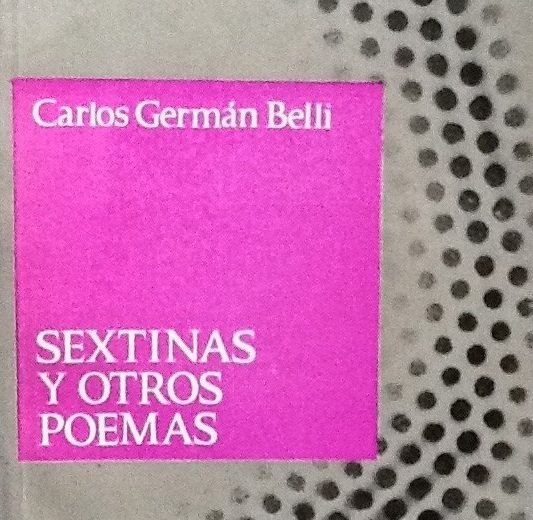 Carlos Germán Belli
SEXTINAS
Y OTROS
POEMAS